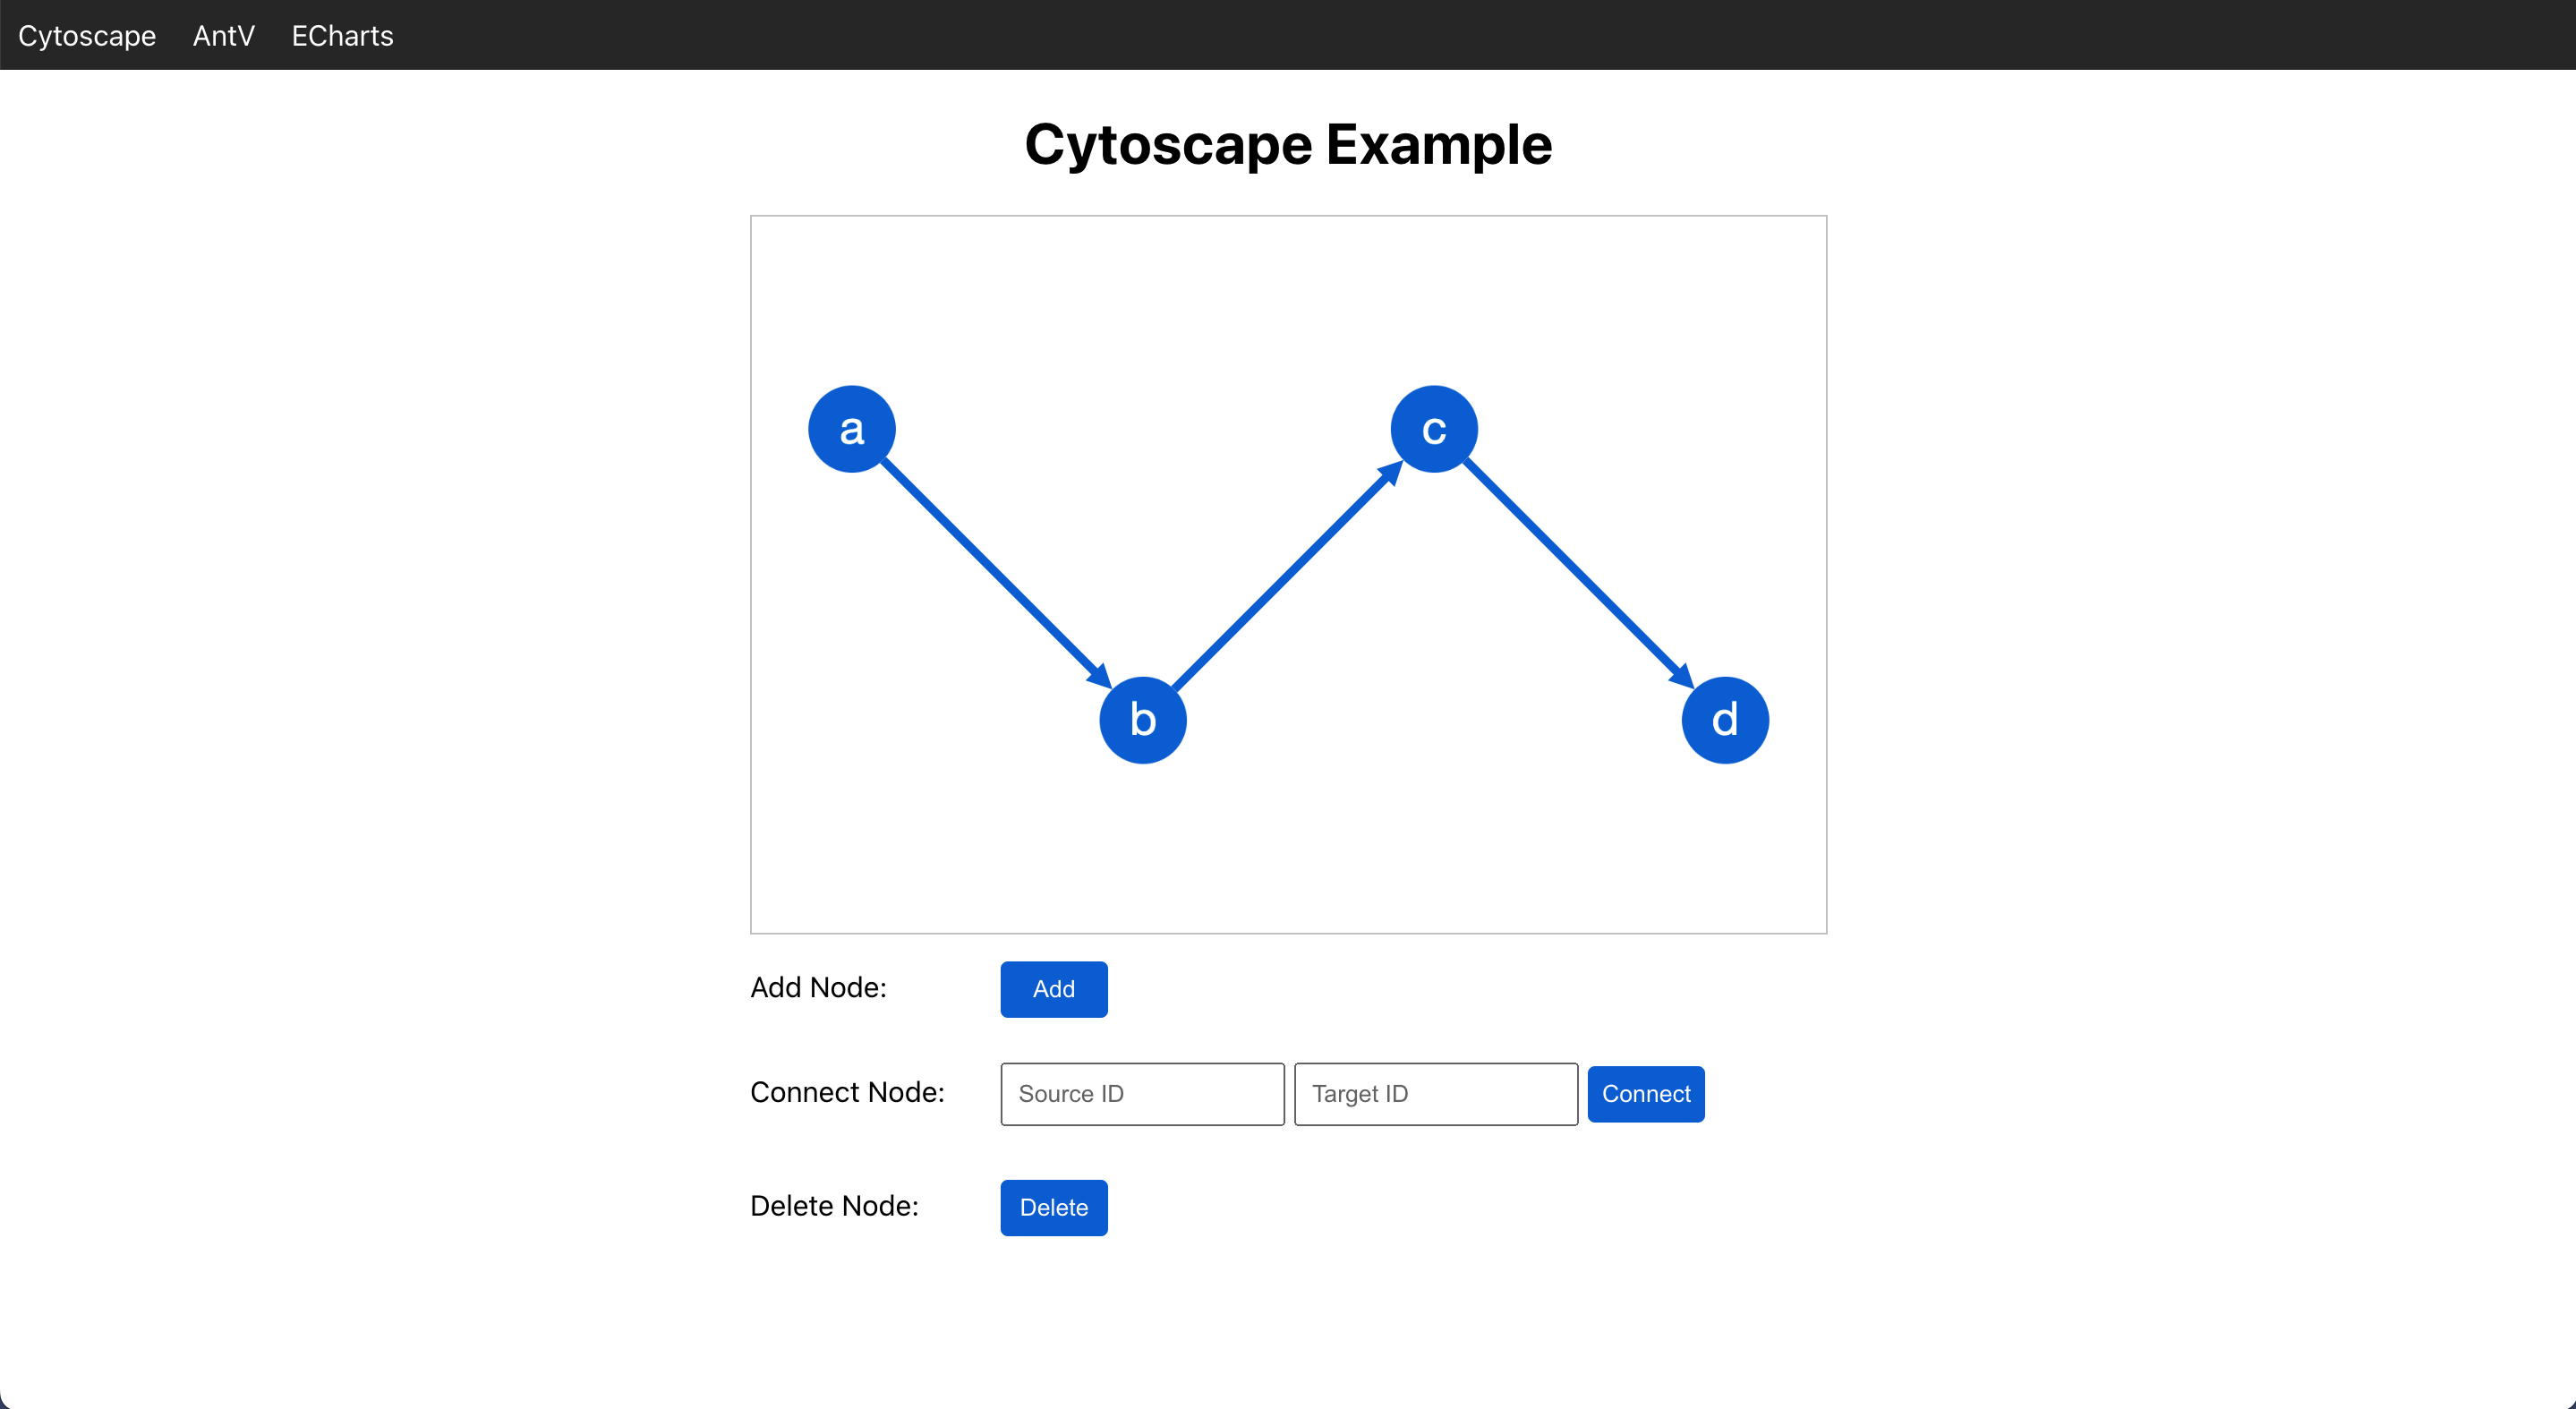 Cytoscape AntV ECharts
Cytoscape Example
a
c
b
d
Add Node: Add
Connect Node: Source ID Target ID Connect
Delete Node: Delete